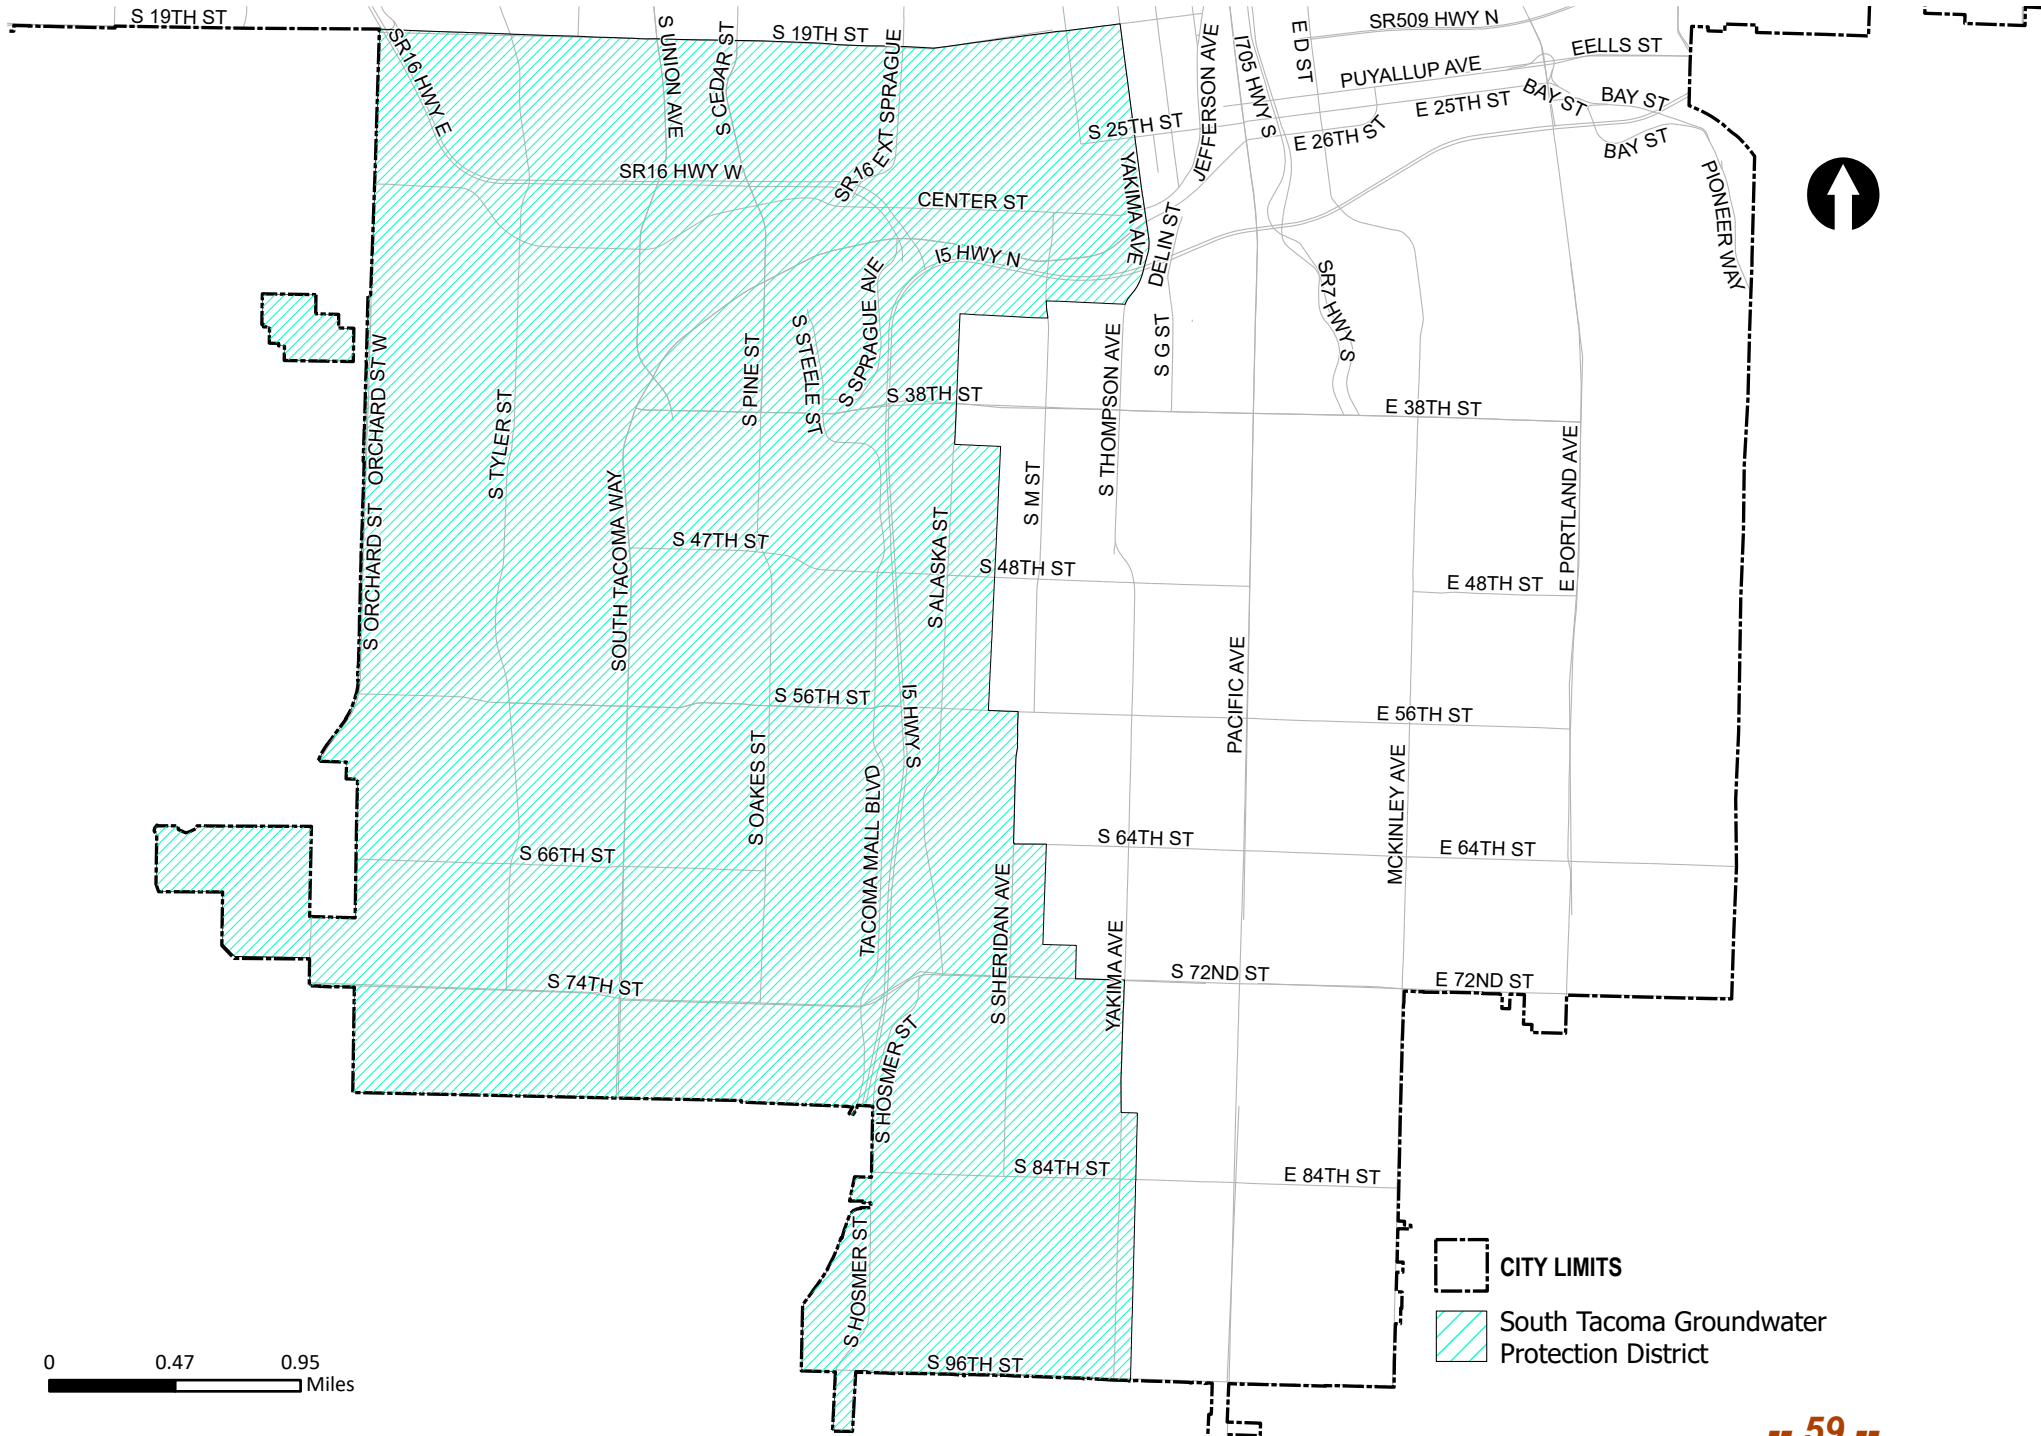 S 19TH ST
SR509 HWY N
S 19TH ST
EELLS ST
SR16 HWY E
S UNION AVE
S CEDAR ST
SR16 EXT SPRAGUE
JEFFERSON AVE
I705 HWY S
E D ST
PUYALLUP AVE
BAY ST
BAY ST
E 25TH ST
S 25TH ST
E 26TH ST
BAY ST
SR16 HWY W
YAKIMA AVE
PIONEER WAY
CENTER ST
DELIN ST
I5 HWY N
SR7 HWY S
S SPRAGUE AVE
S STEELE ST
S PINE ST
ORCHARD ST W
S G ST
S THOMPSON AVE
S TYLER ST
S 38TH ST
E 38TH ST
E PORTLAND AVE
S M ST
SOUTH TACOMA WAY
S ORCHARD ST
S ALASKA ST
S 47TH ST
S 48TH ST
E 48TH ST
PACIFIC AVE
S 56TH ST
I5 HWY S
E 56TH ST
S OAKES ST
TACOMA MALL BLVD
MCKINLEY AVE
S 64TH ST
E 64TH ST
S 66TH ST
S SHERIDAN AVE
YAKIMA AVE
S 72ND ST
E 72ND ST
S 74TH ST
S HOSMER ST
S 84TH ST
E 84TH ST
S HOSMER ST
S 96TH ST
CITY LIMITS
South Tacoma Groundwater
Protection District
0 0.47 0.95
Miles
-- 59 --